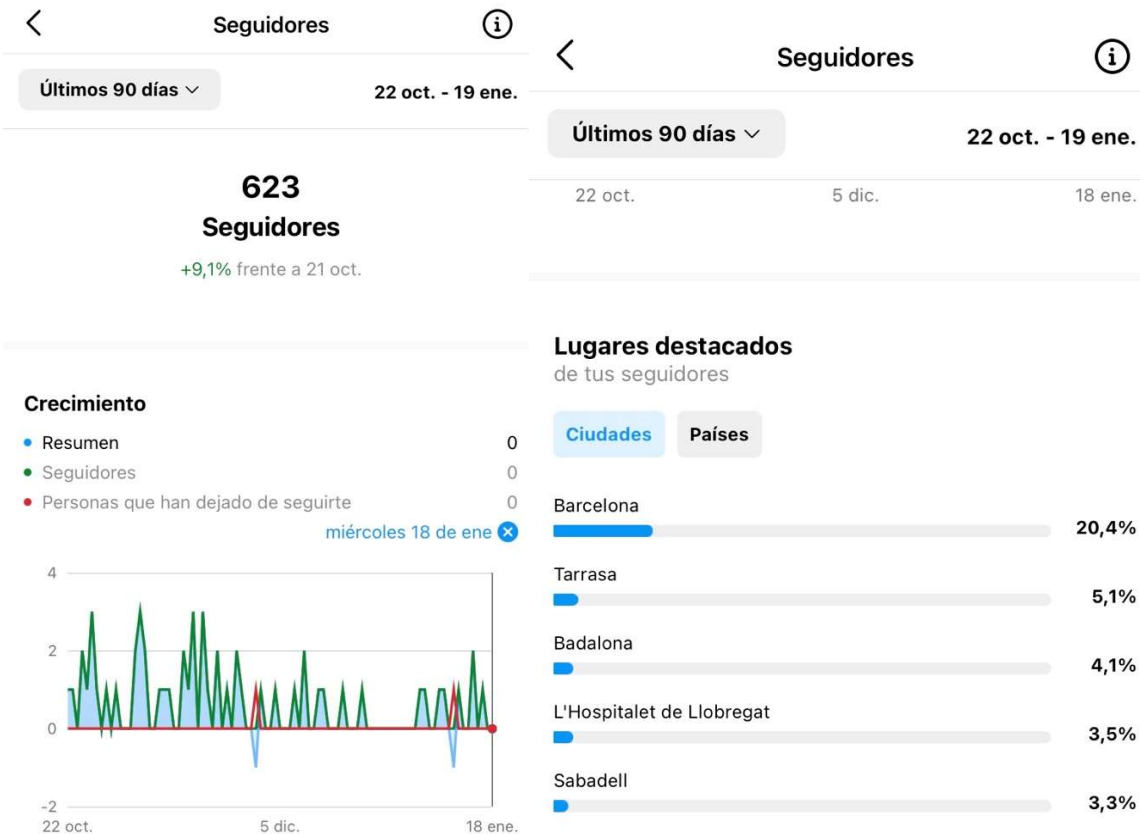 Seguidores
Últimos 90 días
22 oct. - 19 ene.
623
Seguidores
+9,1% frente a 21 oct.
Crecimiento
Resumen 0
Seguidores 0
Personas que han dejado de seguirte 0
miércoles 18 de ene
4
2
0
-2
22 oct. 5 dic. 18 ene.
Seguidores
Últimos 90 días
22 oct. - 19 ene.
22 oct. 5 dic. 18 ene.
Lugares destacados
de tus seguidores
Ciudades Países
Barcelona
20,4%
Tarrasa
5,1%
Badalona
4,1%
L'Hospitalet de Llobregat
3,5%
Sabadell
3,3%